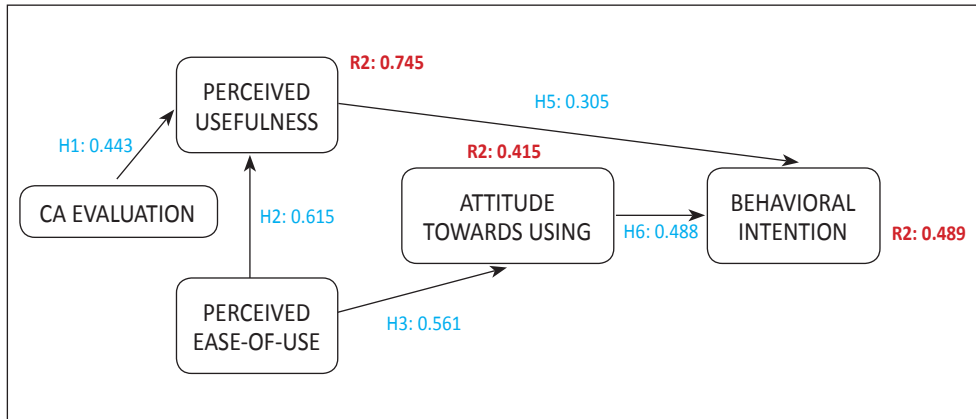 R2: 0.745
PERCEIVED
USEFULNESS
H5: 0.305
H1: 0.443
R2: 0.415
CA EVALUATION
H2: 0.615
ATTITUDE
TOWARDS USING
H6: 0.488
BEHAVIORAL
INTENTION
R2: 0.489
PERCEIVED
EASE-OF-USE
H3: 0.561